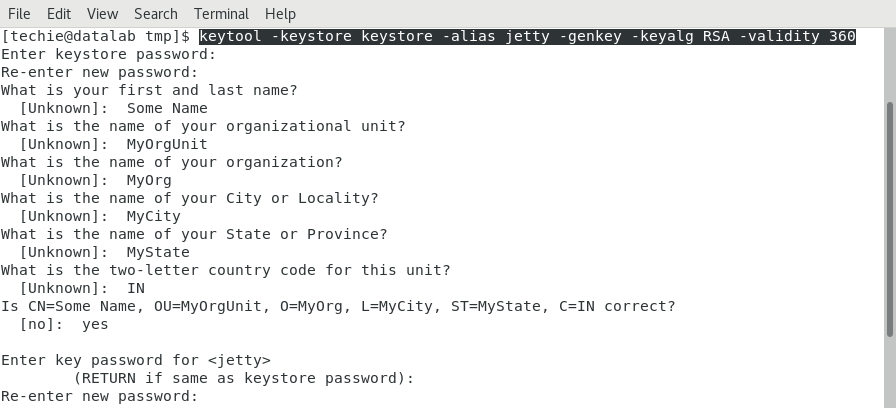 File Edit View Search Terminal Help
[techie@datalab tmp]$ keytool -keystore keystore -alias jetty -genkey -keyalg RSA -validity 360
Enter keystore password:
Re-enter new password:
What is your first and last name?
  [Unknown]:  Some Name
What is the name of your organizational unit?
  [Unknown]:  MyOrgUnit
What is the name of your organization?
  [Unknown]:  MyOrg
What is the name of your City or Locality?
  [Unknown]:  MyCity
What is the name of your State or Province?
  [Unknown]:  MyState
What is the two-letter country code for this unit?
  [Unknown]:  IN
Is CN=Some Name, OU=MyOrgUnit, O=MyOrg, L=MyCity, ST=MyState, C=IN correct?
  [no]:  yes

Enter key password for <jetty>
        (RETURN if same as keystore password):
Re-enter new password: